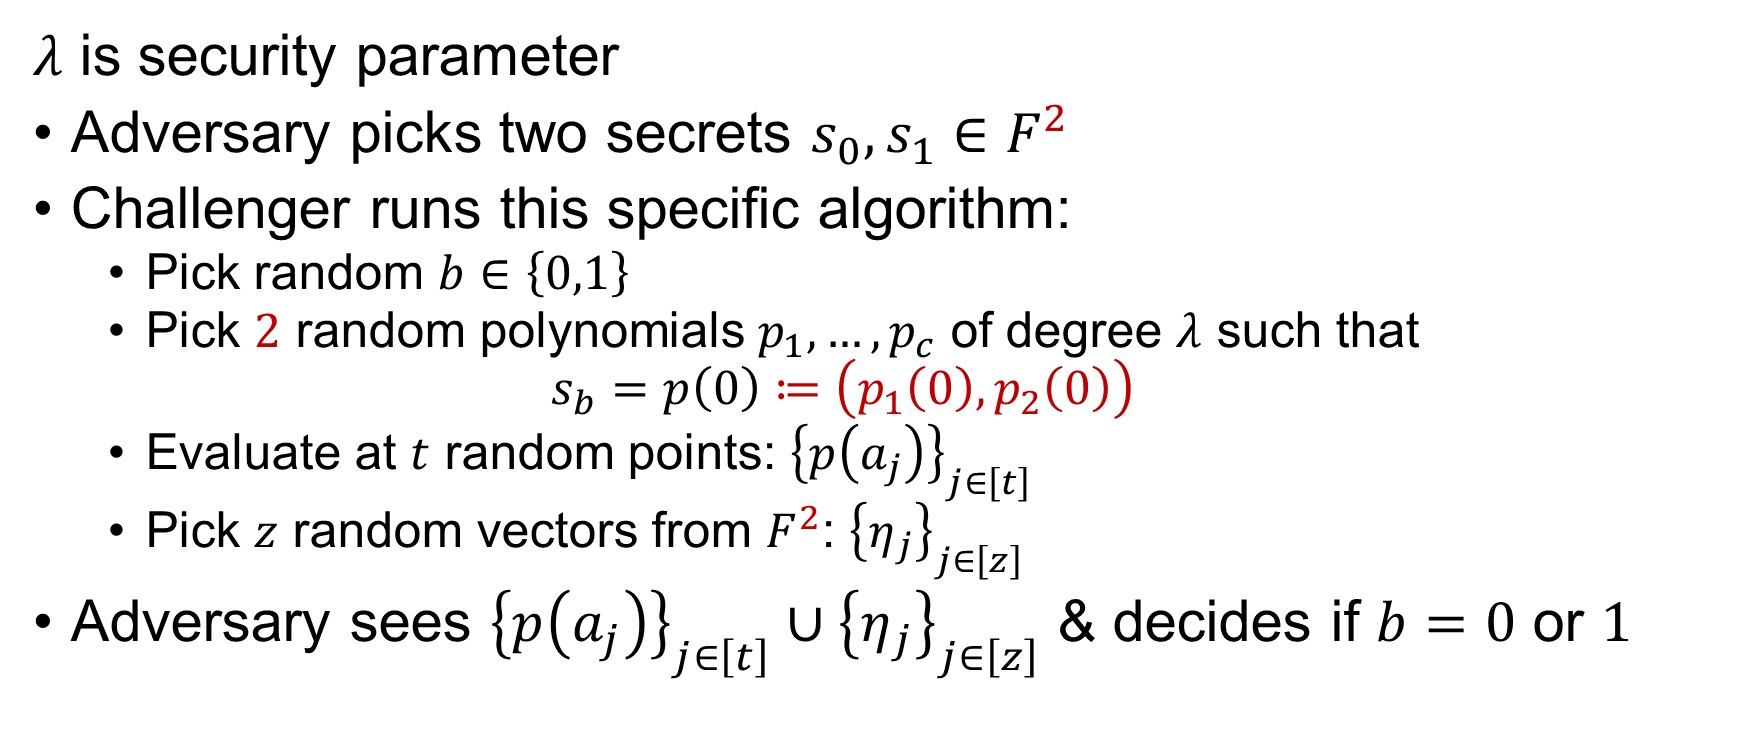 λ is security parameter
• Adversary picks two secrets s₀, s₁ ∈ F²
• Challenger runs this specific algorithm:
• Pick random b ∈ {0,1}
• Pick 2 random polynomials p₁, … , p_c of degree λ such that
s_b = p(0) ≔ (p₁(0), p₂(0))
• Evaluate at t random points: {p(a_j)}_{j∈[t]}
• Pick z random vectors from F²: {η_j}_{j∈[z]}
• Adversary sees {p(a_j)}_{j∈[t]} ∪ {η_j}_{j∈[z]} & decides if b = 0 or 1